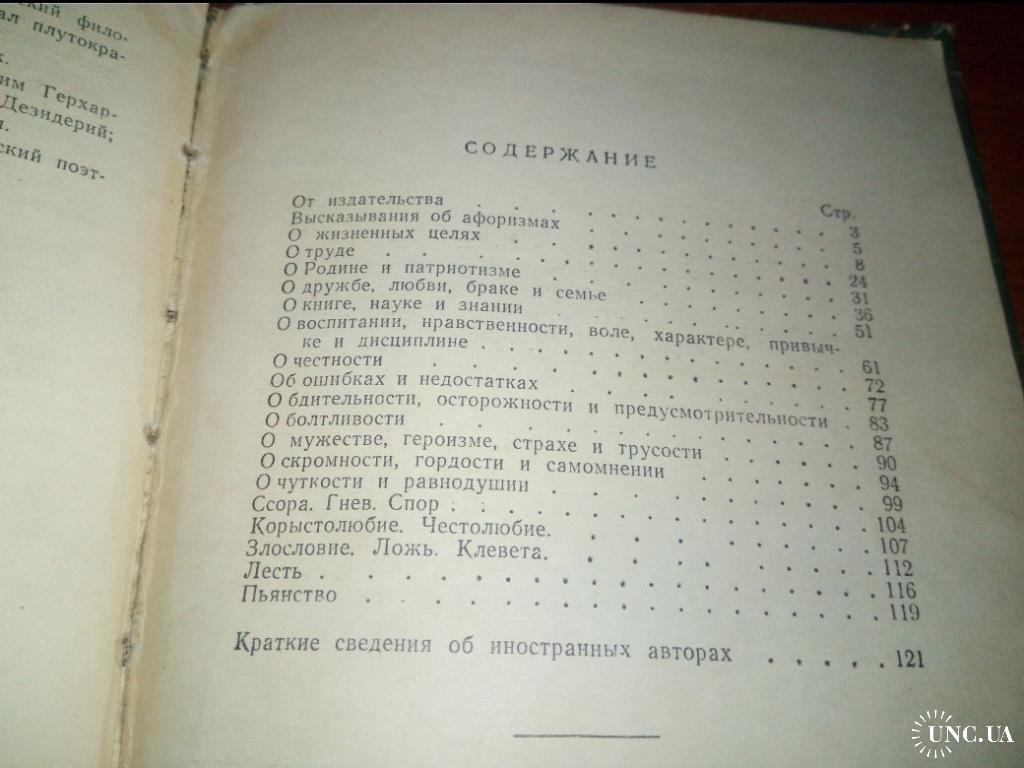 ский фило-
ал плутокра-
им Герхар-
Дезидерий;
ский поэт-
СОДЕРЖАНИЕ
Стр.
От издательства . . . . . . . . . . 3
Высказывания об афоризмах . . . . . . . . 5
О жизненных целях . . . . . . . . . . 8
О труде . . . . . . . . . . . . 24
О Родине и патриотизме . . . . . . . . . 31
О дружбе, любви, браке и семье . . . . . . . 36
О книге, науке и знании . . . . . . . . . 51
О воспитании, нравственности, воле, характере, привыч-
ке и дисциплине . . . . . . . . . . 61
О честности . . . . . . . . . . . 72
Об ошибках и недостатках . . . . . . . . 77
О бдительности, осторожности и предусмотрительности . 83
О болтливости . . . . . . . . . . . 87
О мужестве, героизме, страхе и трусости . . . . . 90
О скромности, гордости и самомнении . . . . . . 94
О чуткости и равнодушии . . . . . . . . 99
Ссора. Гнев. Спор . . . . . . . . . . 104
Корыстолюбие. Честолюбие. . . . . . . . . 107
Злословие. Ложь. Клевета. . . . . . . . . 112
Лесть . . . . . . . . . . . . 116
Пьянство . . . . . . . . . . . 119
Краткие сведения об иностранных авторах . . . . . 121
UNC.UA